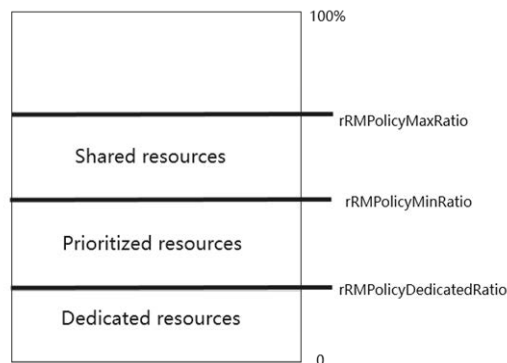 100%
rRMPolicyMaxRatio
Shared resources
rRMPolicyMinRatio
Prioritized resources
rRMPolicyDedicatedRatio
Dedicated resources
0